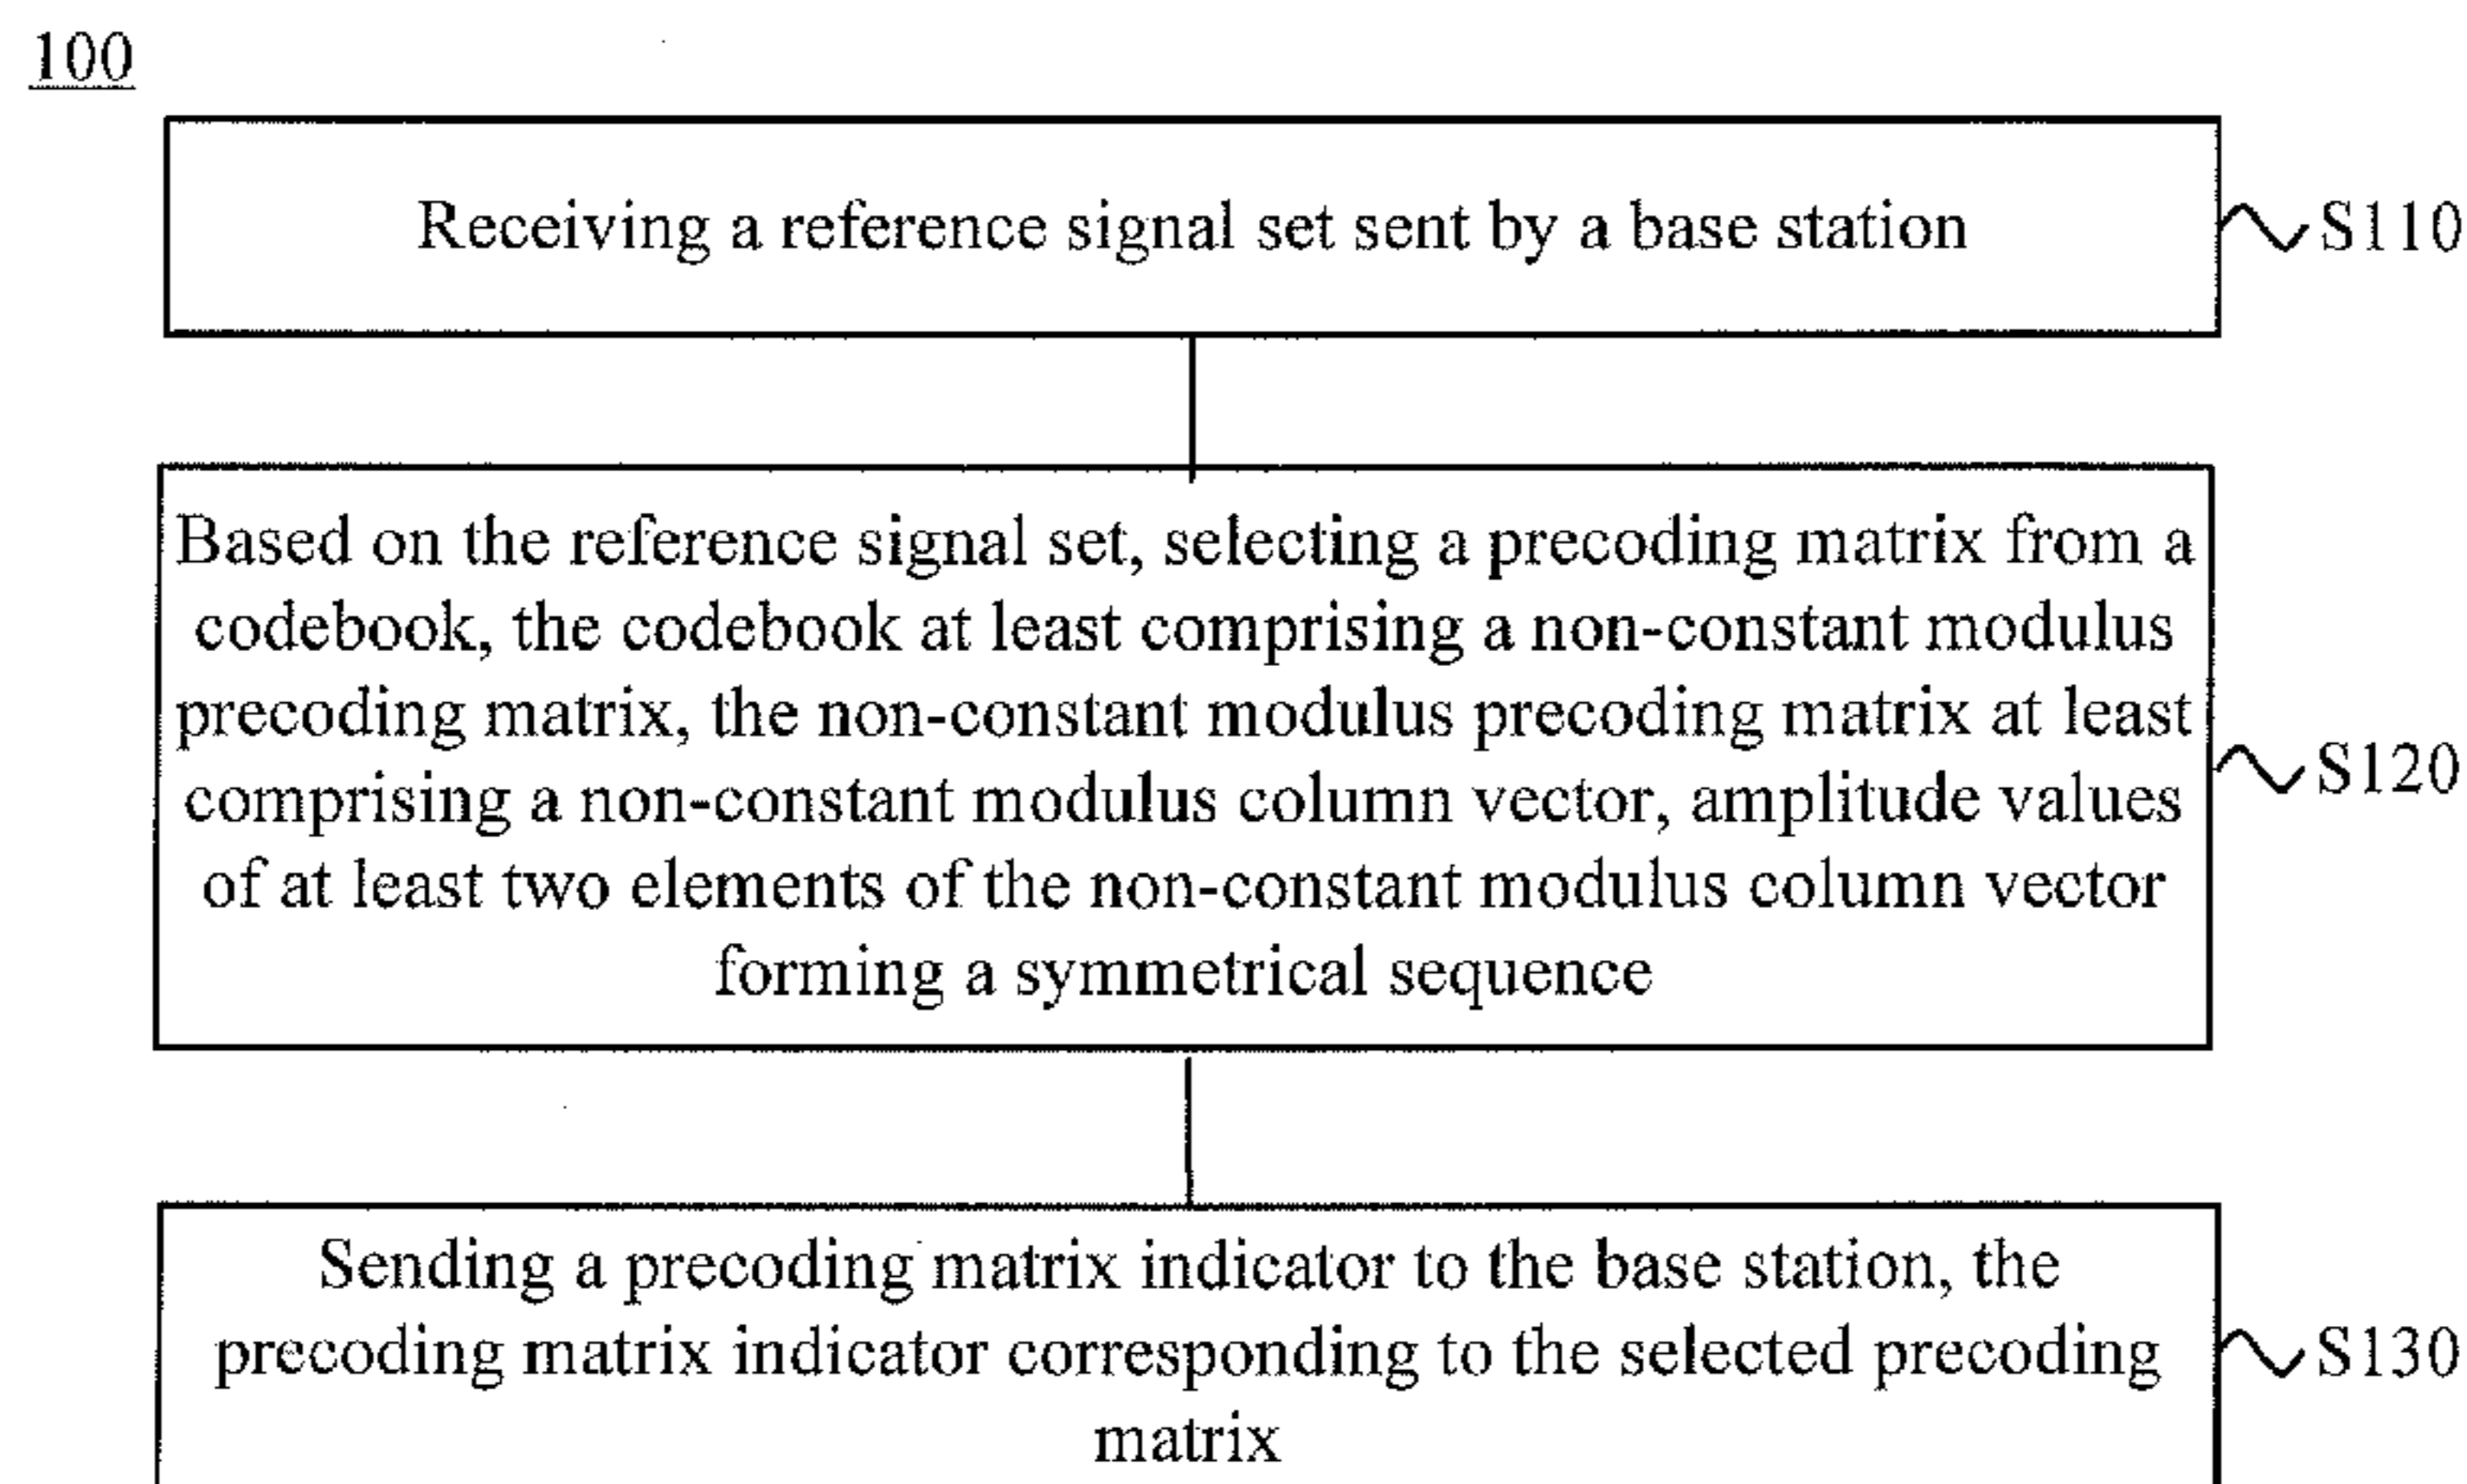 100
Receiving a reference signal set sent by a base station
S110
Based on the reference signal set, selecting a precoding matrix from a
codebook, the codebook at least comprising a non-constant modulus
precoding matrix, the non-constant modulus precoding matrix at least
comprising a non-constant modulus column vector, amplitude values
of at least two elements of the non-constant modulus column vector
forming a symmetrical sequence
S120
Sending a precoding matrix indicator to the base station, the
precoding matrix indicator corresponding to the selected precoding
matrix
S130